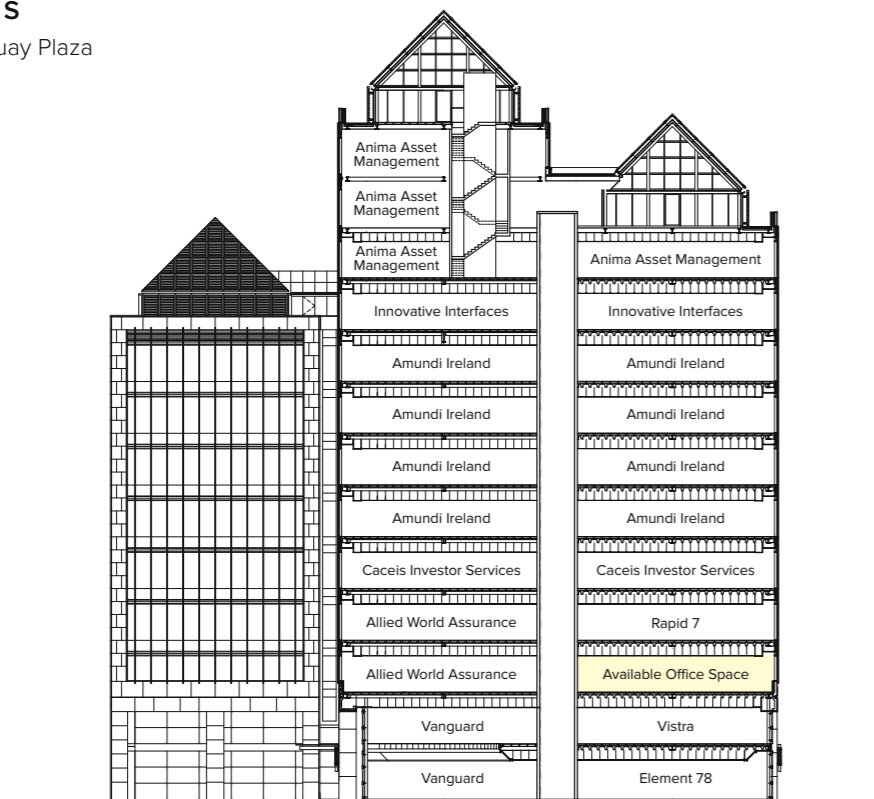 s
uay Plaza
Anima Asset
Management
Anima Asset
Management
Anima Asset
Management
Anima Asset Management
Innovative Interfaces
Innovative Interfaces
Amundi Ireland
Amundi Ireland
Amundi Ireland
Amundi Ireland
Amundi Ireland
Amundi Ireland
Amundi Ireland
Amundi Ireland
Caceis Investor Services
Caceis Investor Services
Allied World Assurance
Rapid 7
Allied World Assurance
Available Office Space
Vanguard
Vistra
Vanguard
Element 78